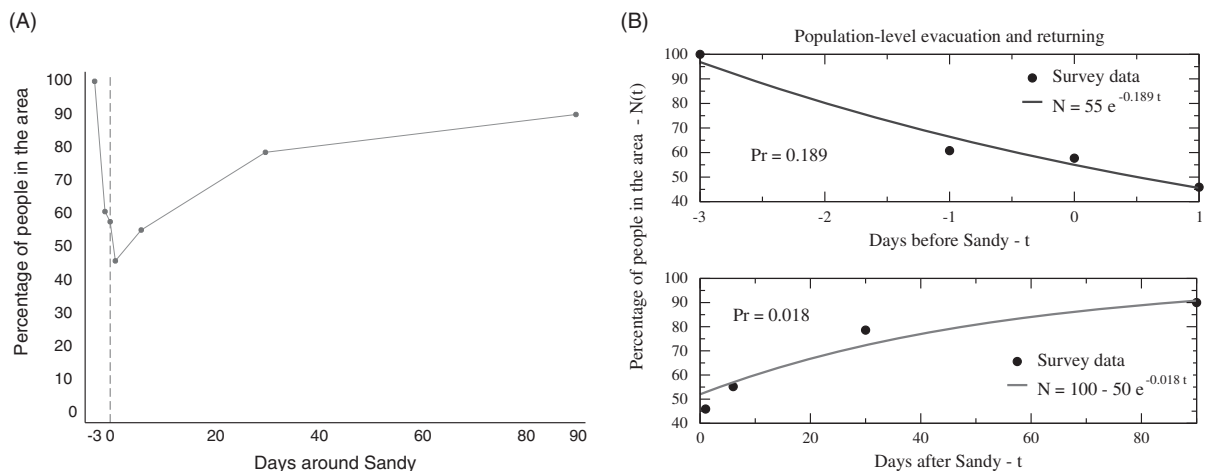 (A)
100
90
80
70
60
50
40
30
20
10
0
Percentage of people in the area
-3 0 20 40 60 80 90
Days around Sandy
(B)
Population-level evacuation and returning
Percentage of people in the area - N(t)
100
90
80
70
60
50
40
Survey data
N = 55 e^-0.189 t
Pr = 0.189
-3 -2 -1 0 1
Days before Sandy - t
100
90
80
70
60
50
40
Pr = 0.018
Survey data
N = 100 - 50 e^-0.018 t
0 20 40 60 80
Days after Sandy - t